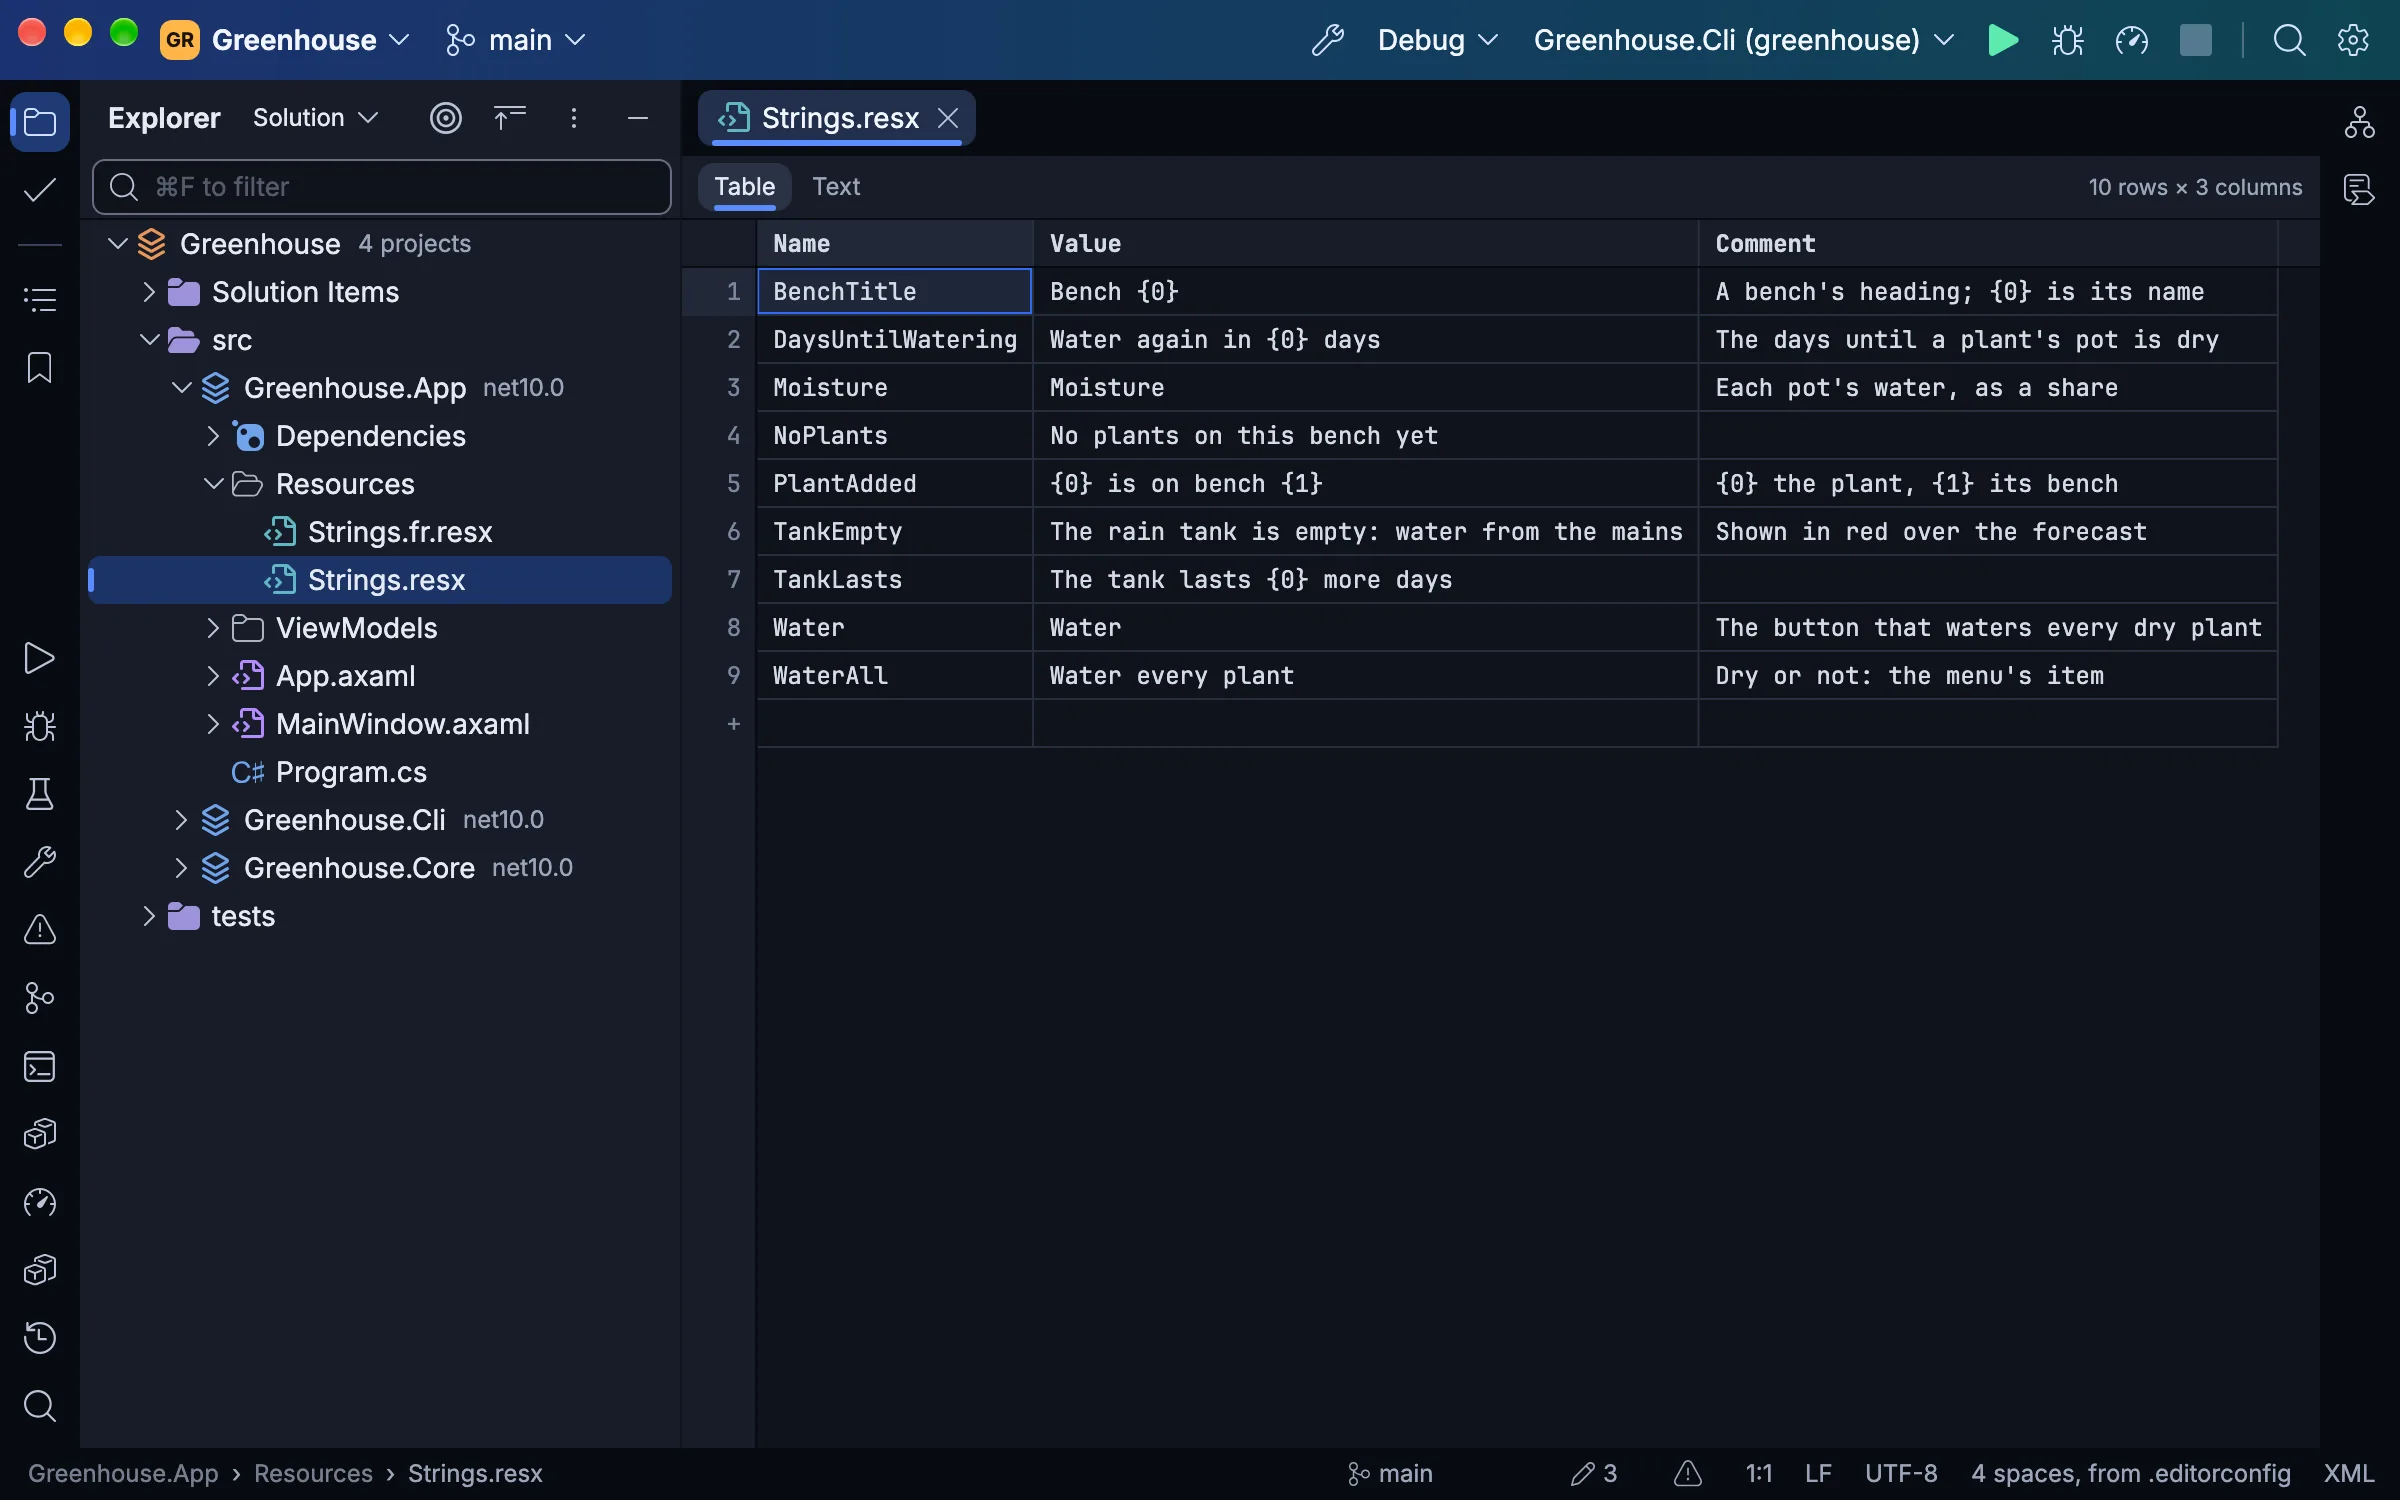 GR Greenhouse main Debug Greenhouse.Cli (greenhouse)
Explorer Solution
⌘F to filter
Greenhouse 4 projects
Solution Items
src
Greenhouse.App net10.0
Dependencies
Resources
Strings.fr.resx
Strings.resx
ViewModels
App.axaml
MainWindow.axaml
C# Program.cs
Greenhouse.Cli net10.0
Greenhouse.Core net10.0
tests
Strings.resx
Table Text 10 rows × 3 columns
Name Value Comment
1 BenchTitle Bench {0} A bench's heading; {0} is its name
2 DaysUntilWatering Water again in {0} days The days until a plant's pot is dry
3 Moisture Moisture Each pot's water, as a share
4 NoPlants No plants on this bench yet
5 PlantAdded {0} is on bench {1} {0} the plant, {1} its bench
6 TankEmpty The rain tank is empty: water from the mains Shown in red over the forecast
7 TankLasts The tank lasts {0} more days
8 Water Water The button that waters every dry plant
9 WaterAll Water every plant Dry or not: the menu's item
+
Greenhouse.App › Resources › Strings.resx main 3 1:1 LF UTF-8 4 spaces, from .editorconfig XML